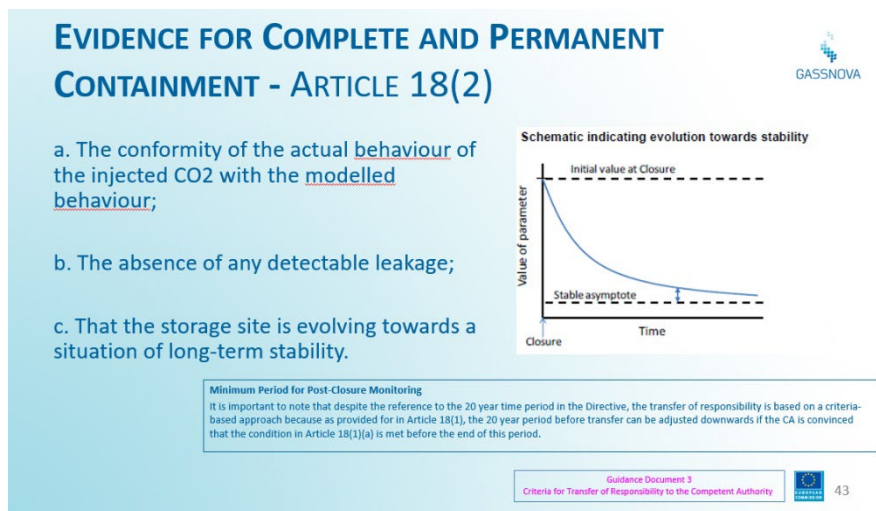 EVIDENCE FOR COMPLETE AND PERMANENT
CONTAINMENT - ARTICLE 18(2)
GASSNOVA
a. The conformity of the actual behaviour of
the injected CO2 with the modelled
behaviour;
b. The absence of any detectable leakage;
c. That the storage site is evolving towards a
situation of long-term stability.
Schematic indicating evolution towards stability
Initial value at Closure
Value of parameter
Stable asymptote
Time
Closure
Minimum Period for Post-Closure Monitoring
It is important to note that despite the reference to the 20 year time period in the Directive, the transfer of responsibility is based on a criteria-
based approach because as provided for in Article 18(1), the 20 year period before transfer can be adjusted downwards if the CA is convinced
that the condition in Article 18(1)(a) is met before the end of this period.
Guidance Document 3
Criteria for Transfer of Responsibility to the Competent Authority
EUROPEAN
COMMISSION
43